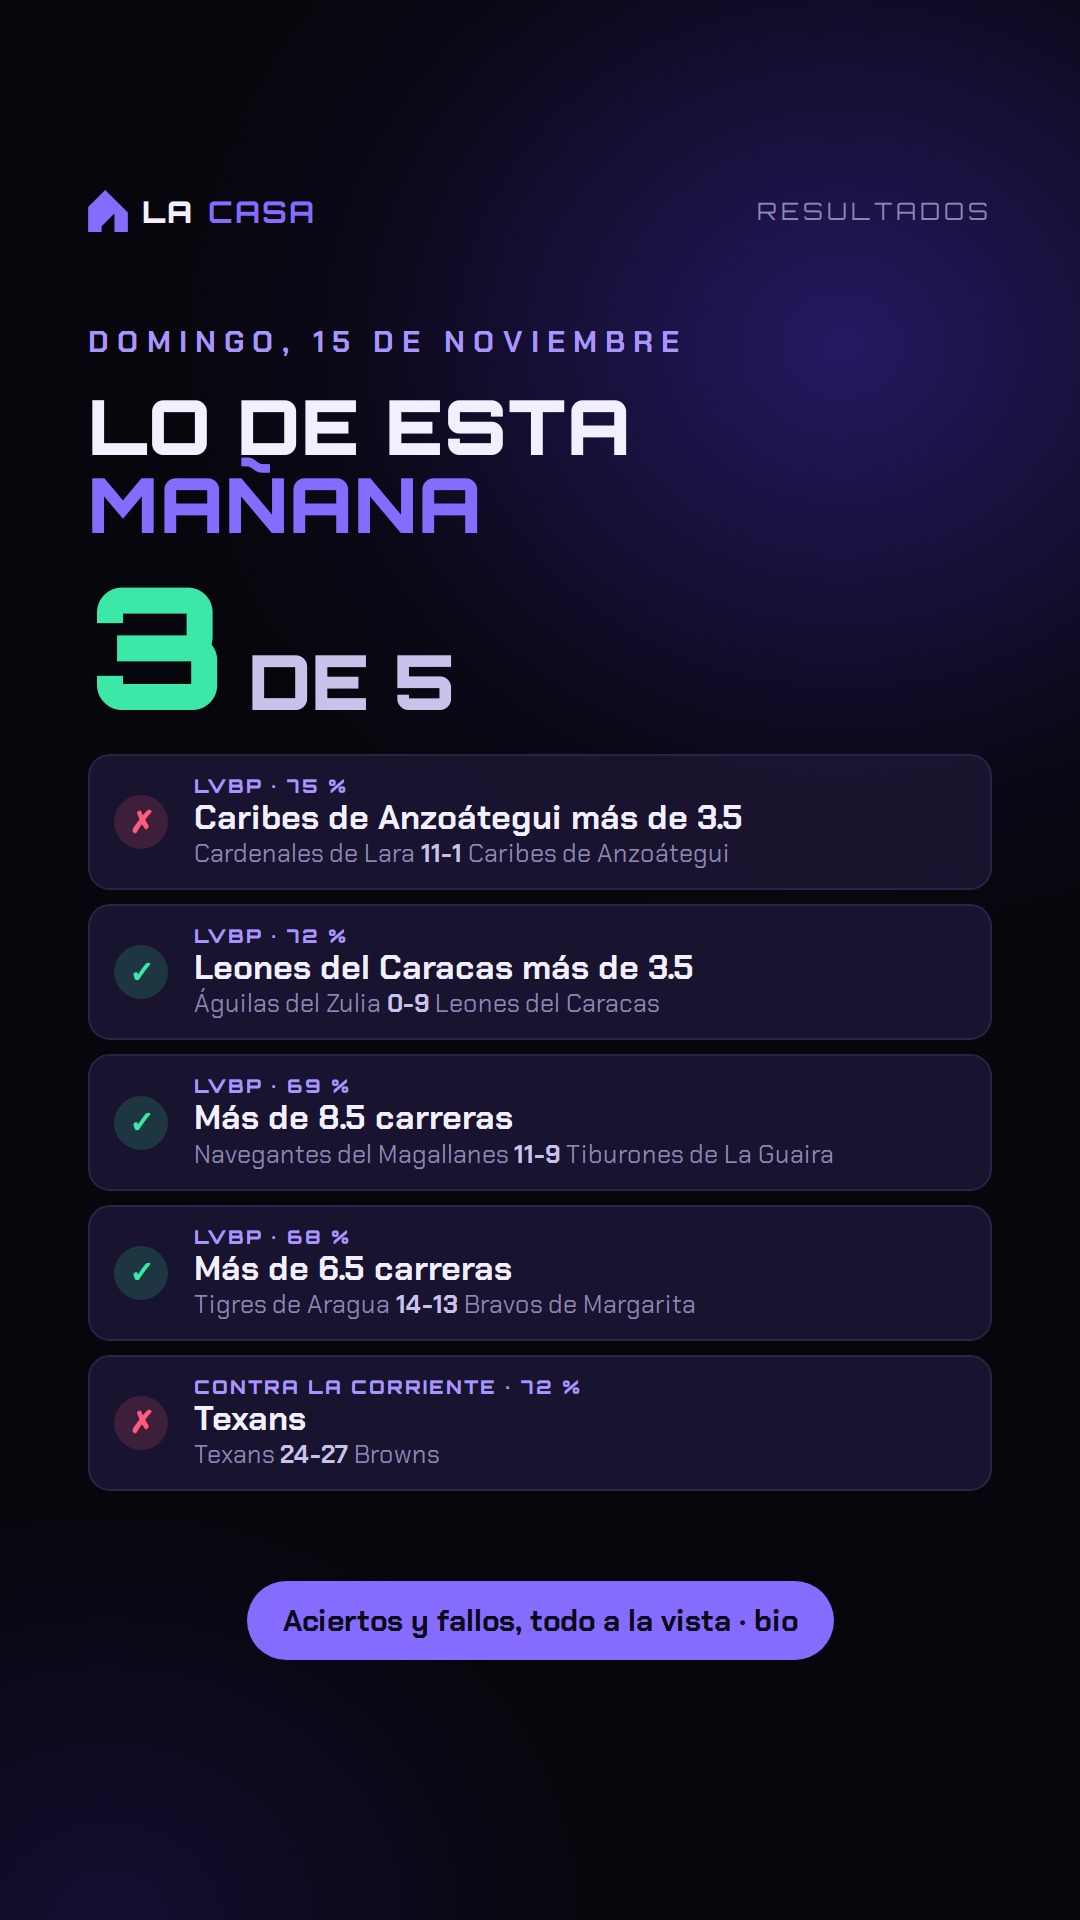 LA CASA
RESULTADOS
DOMINGO, 15 DE NOVIEMBRE
LO DE ESTA
MAÑANA
3 DE 5
LVBP · 75 %
✗ Caribes de Anzoátegui más de 3.5
Cardenales de Lara 11-1 Caribes de Anzoátegui
LVBP · 72 %
✓ Leones del Caracas más de 3.5
Águilas del Zulia 0-9 Leones del Caracas
LVBP · 69 %
✓ Más de 8.5 carreras
Navegantes del Magallanes 11-9 Tiburones de La Guaira
LVBP · 68 %
✓ Más de 6.5 carreras
Tigres de Aragua 14-13 Bravos de Margarita
CONTRA LA CORRIENTE · 72 %
✗ Texans
Texans 24-27 Browns
Aciertos y fallos, todo a la vista · bio